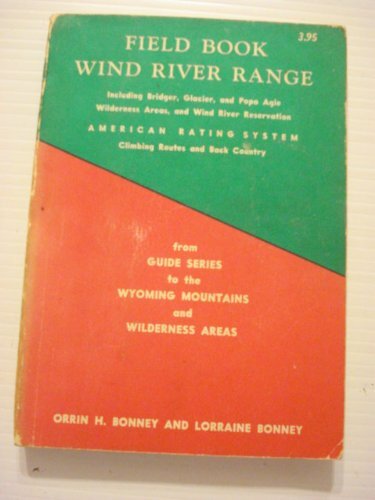 3.95
FIELD BOOK
WIND RIVER RANGE
Including Bridger, Glacier, and Popo Agie
Wilderness Areas, and Wind River Reservation
AMERICAN RATING SYSTEM
Climbing Routes and Back Country
from
GUIDE SERIES
to the
WYOMING MOUNTAINS
and
WILDERNESS AREAS
ORRIN H. BONNEY AND LORRAINE BONNEY